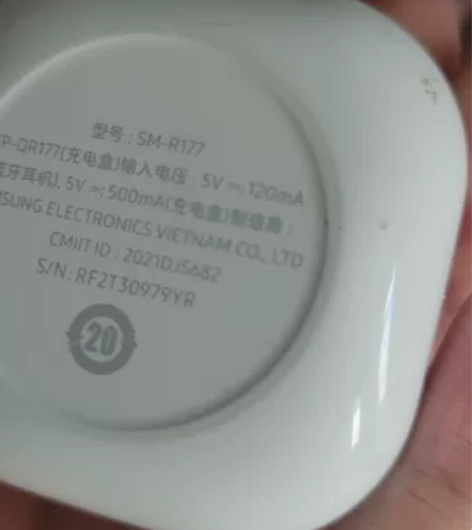 型号 : SM-R177
EP-QR177(充电盒)输入电压 : 5V ⎓; 120mA
蓝牙耳机), 5V ⎓; 500mA(充电盒)制造商 :
SUNG ELECTRONICS VIETNAM CO., LTD
CMIIT ID : 2021DJ5682
S/N : RF2T30979YR
20